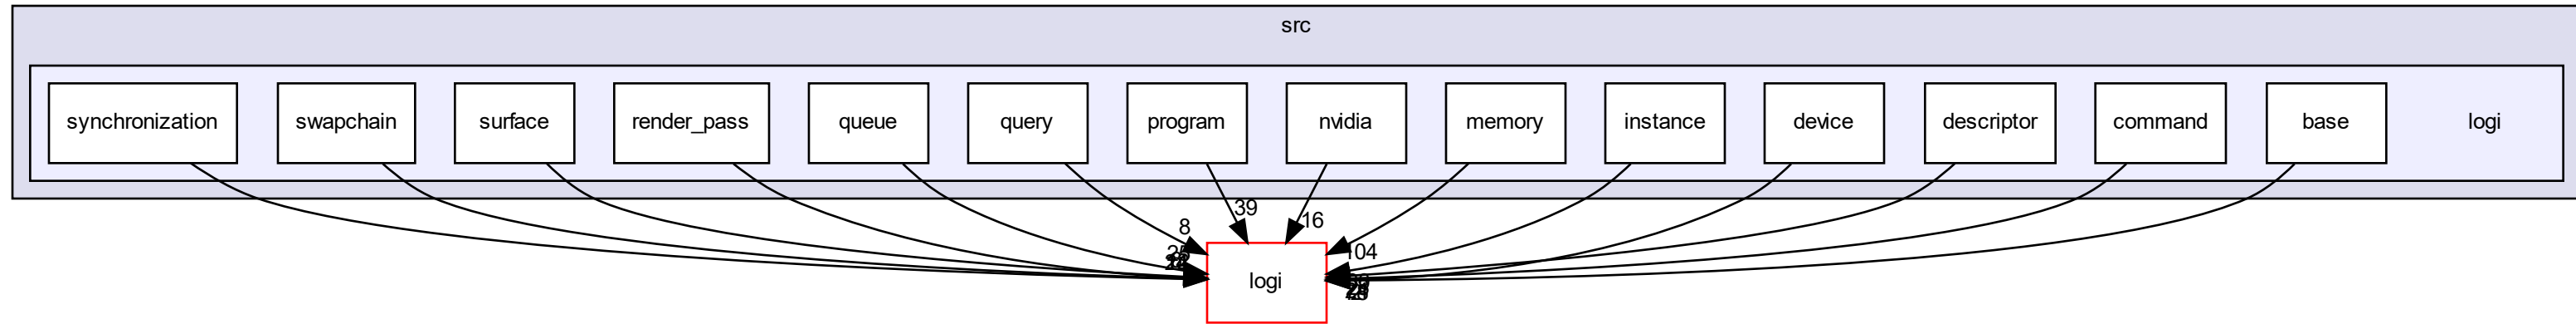 src
synchronization
swapchain
surface
render_pass
queue
query
program
nvidia
memory
instance
device
descriptor
command
base
logi
39
16
8
104
logi